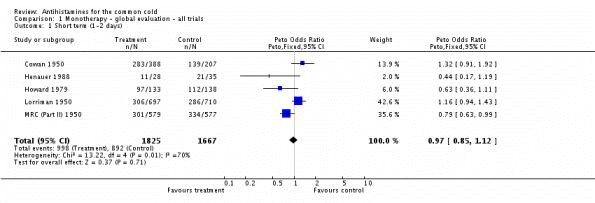 Review: Antihistamines for the common cold
Comparison: 1 Monotherapy - global evaluation - all trials
Outcome: 1 Short term (1-2 days)
Study or subgroup Treatment Control Peto Odds Ratio Weight Peto Odds Ratio
n/N n/N Peto,Fixed,95% CI Peto,Fixed,95% CI
Cowan 1950 283/388 139/207 13.9 % 1.32 [0.91, 1.92]
Henauer 1988 11/28 21/35 2.0 % 0.44 [0.17, 1.19]
Howard 1979 97/133 112/138 6.0 % 0.63 [0.36, 1.11]
Lorriman 1950 306/697 286/710 42.6 % 1.16 [0.94, 1.43]
MRC (Part II) 1950 301/579 334/577 35.6 % 0.79 [0.63, 0.99]
Total (95% CI) 1825 1667 100.0 % 0.97 [0.85, 1.12]
Total events: 998 (Treatment), 892 (Control)
Heterogeneity: Chi² = 13.22, df = 4 (P = 0.01); I² =70%
Test for overall effect: Z = 0.37 (P = 0.71)
0.1 0.2 0.5 1 2 5 10
Favours treatment Favours control